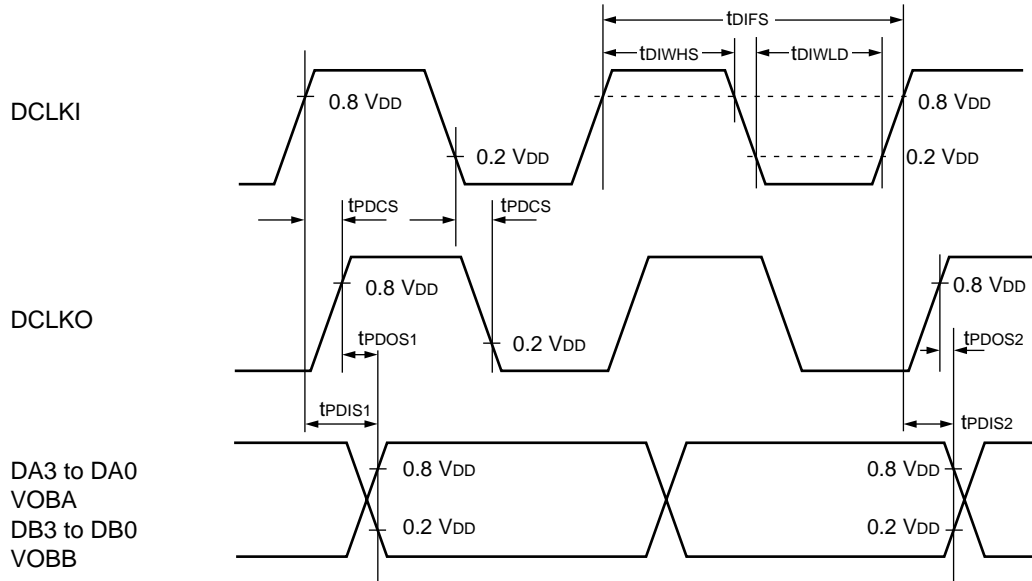 tDIFS
tDIWHS
tDIWLD
DCLKI
0.8 VDD
0.8 VDD
0.2 VDD
0.2 VDD
tPDCS
tPDCS
0.8 VDD
0.8 VDD
DCLKO
tPDOS1
0.2 VDD
tPDOS2
tPDIS1
tPDIS2
DA3 to DA0
0.8 VDD
0.8 VDD
VOBA
DB3 to DB0
0.2 VDD
0.2 VDD
VOBB